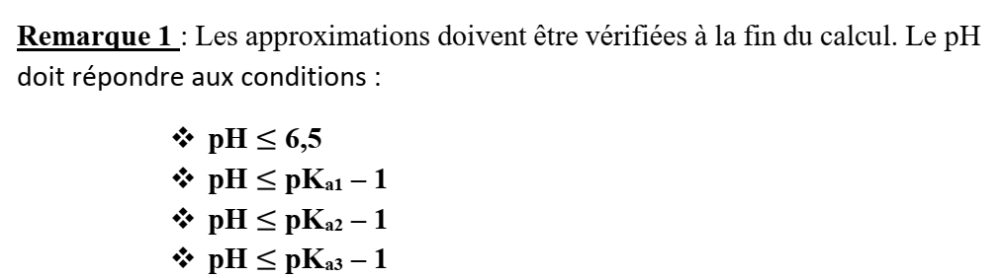 Remarque 1 : Les approximations doivent être vérifiées à la fin du calcul. Le pH
doit répondre aux conditions :
❖ pH ≤ 6,5
❖ pH ≤ pKa1 – 1
❖ pH ≤ pKa2 – 1
❖ pH ≤ pKa3 – 1